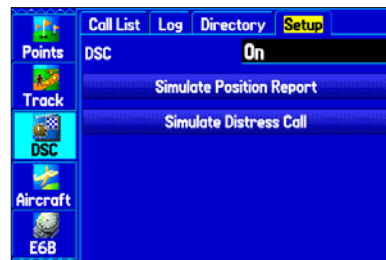 Call List Log Directory Setup
Points
DSC On
Simulate Position Report
Track
Simulate Distress Call
DSC
Aircraft
E6B